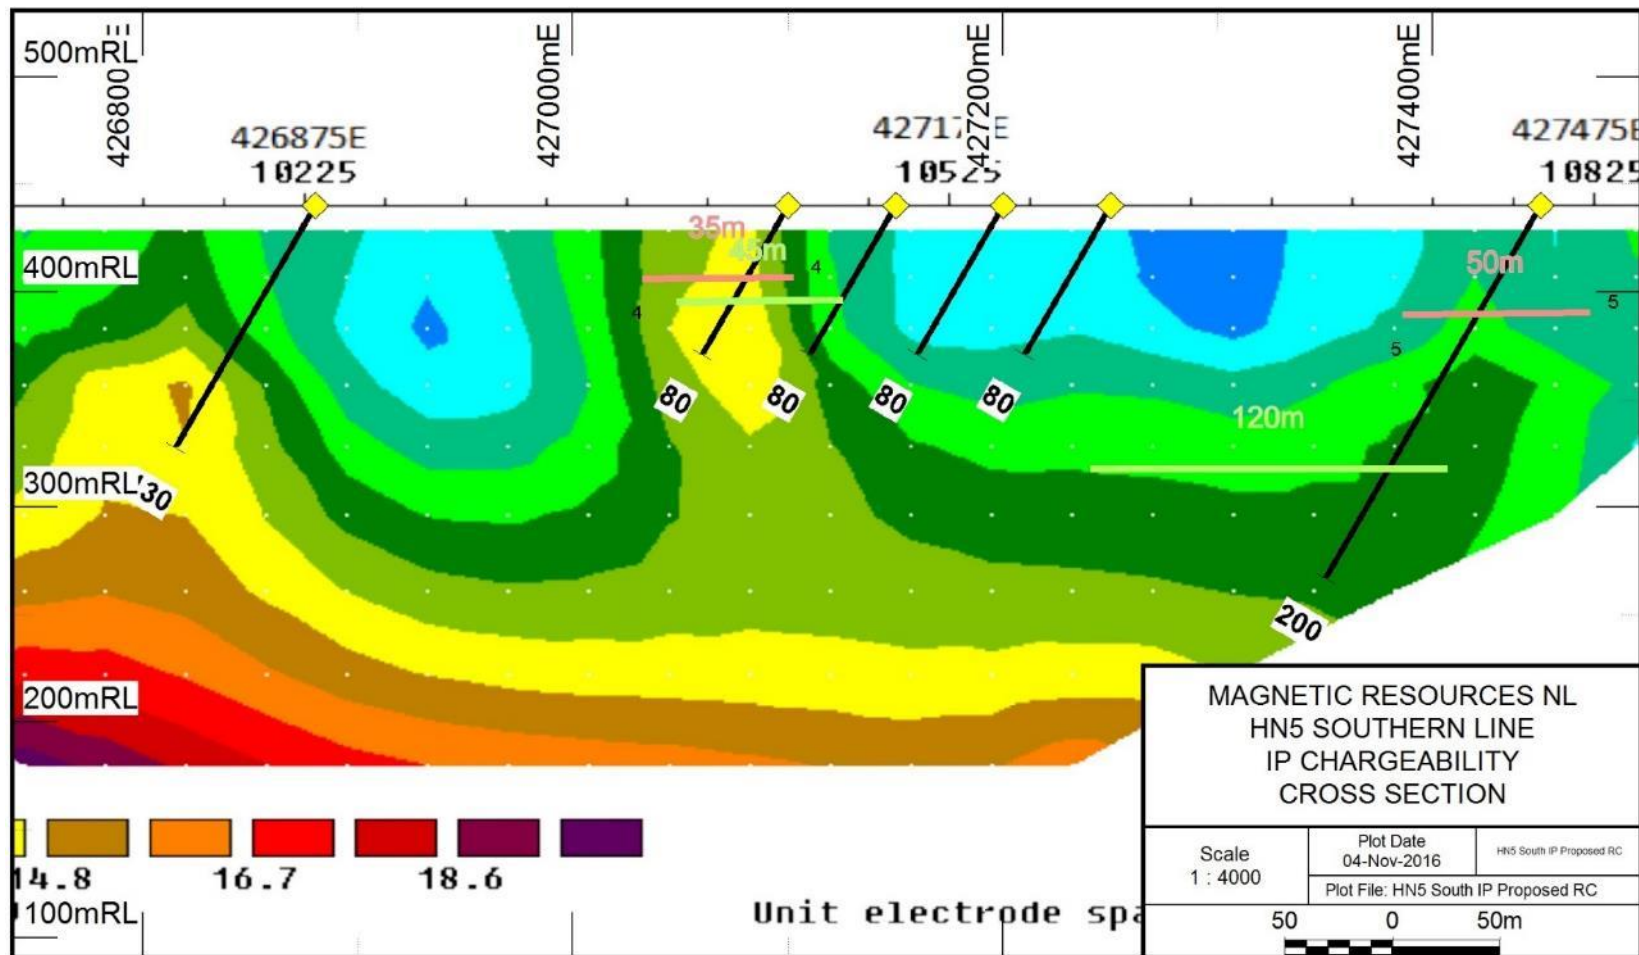 500mRL
426800
427000mE
427200mE
427400mE
426875E
10225
10525
427475E
10825
35m
45m
4
400mRL
50m
4
5
5
80
80
80
80
120m
300mRL
200
200mRL
14.8
16.7
18.6
100mRL
Unit electrode spa
MAGNETIC RESOURCES NL
HN5 SOUTHERN LINE
IP CHARGEABILITY
CROSS SECTION
Scale
1 : 4000
Plot Date
04-Nov-2016
HN5 South IP Proposed RC
Plot File: HN5 South IP Proposed RC
50 0 50m